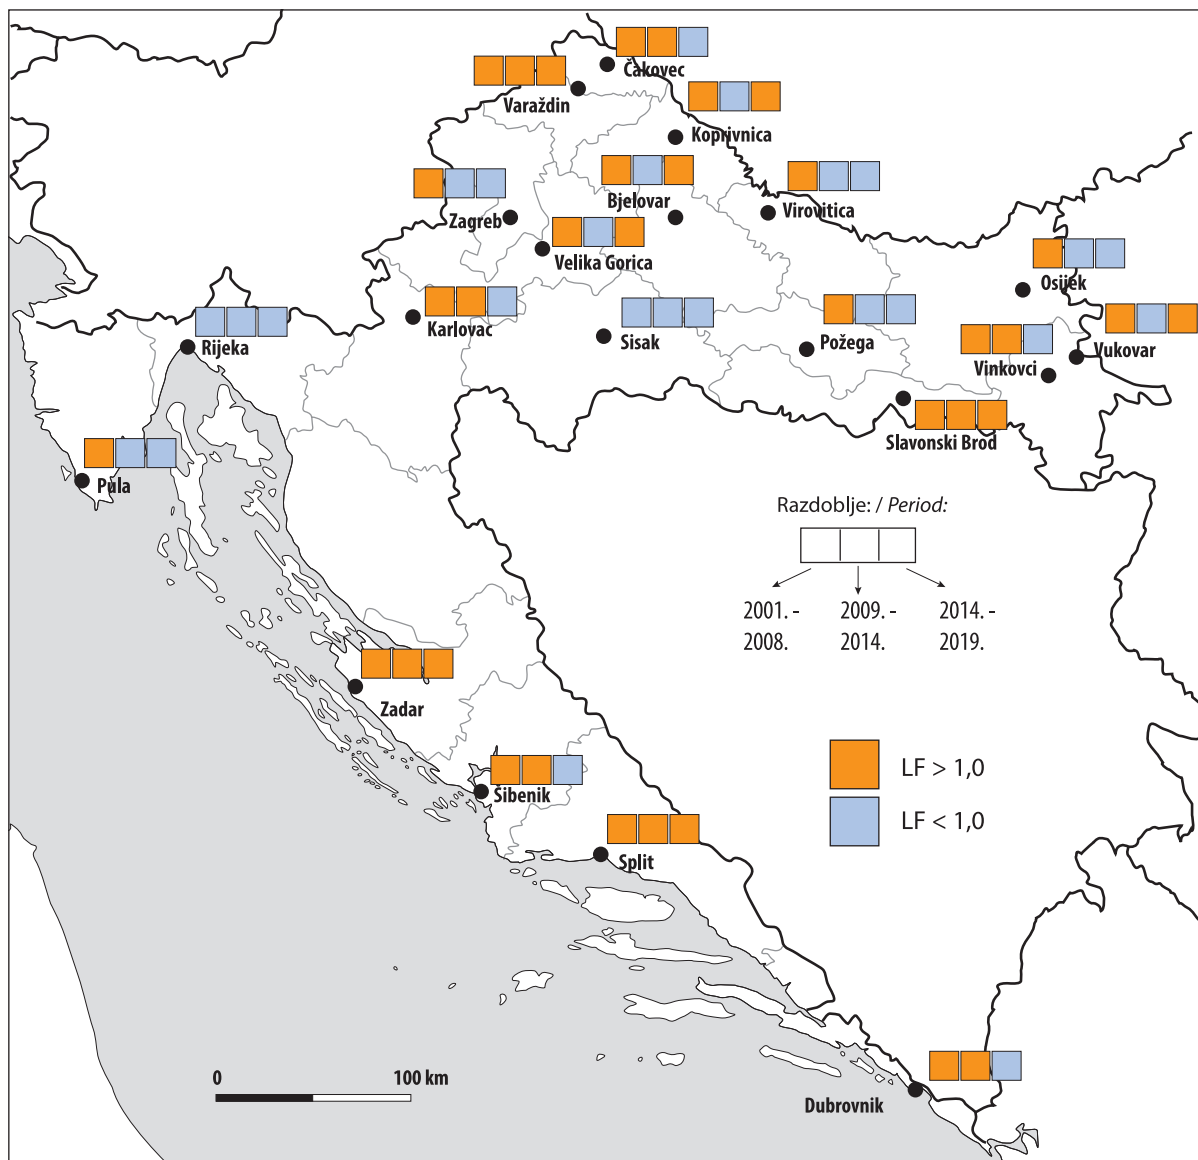 Čakovec
Varaždin
Koprivnica
Bjelovar
Virovitica
Zagreb
Velika Gorica
Osijek
Karlovac
Sisak
Požega
Vukovar
Rijeka
Vinkovci
Slavonski Brod
Pula
Razdoblje: / Period:
2001. - 2009. - 2014. -
2008. 2014. 2019.
Zadar
LF > 1,0
Šibenik
LF < 1,0
Split
0 100 km
Dubrovnik